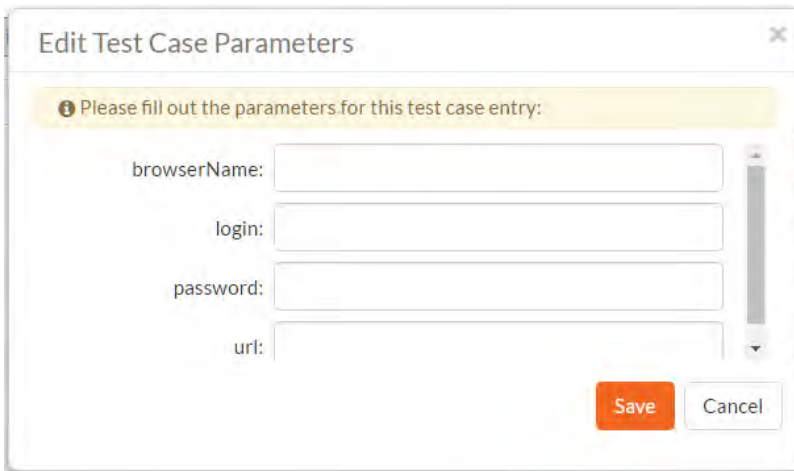 Edit Test Case Parameters
Please fill out the parameters for this test case entry:
browserName:
login:
password:
url:
Save Cancel